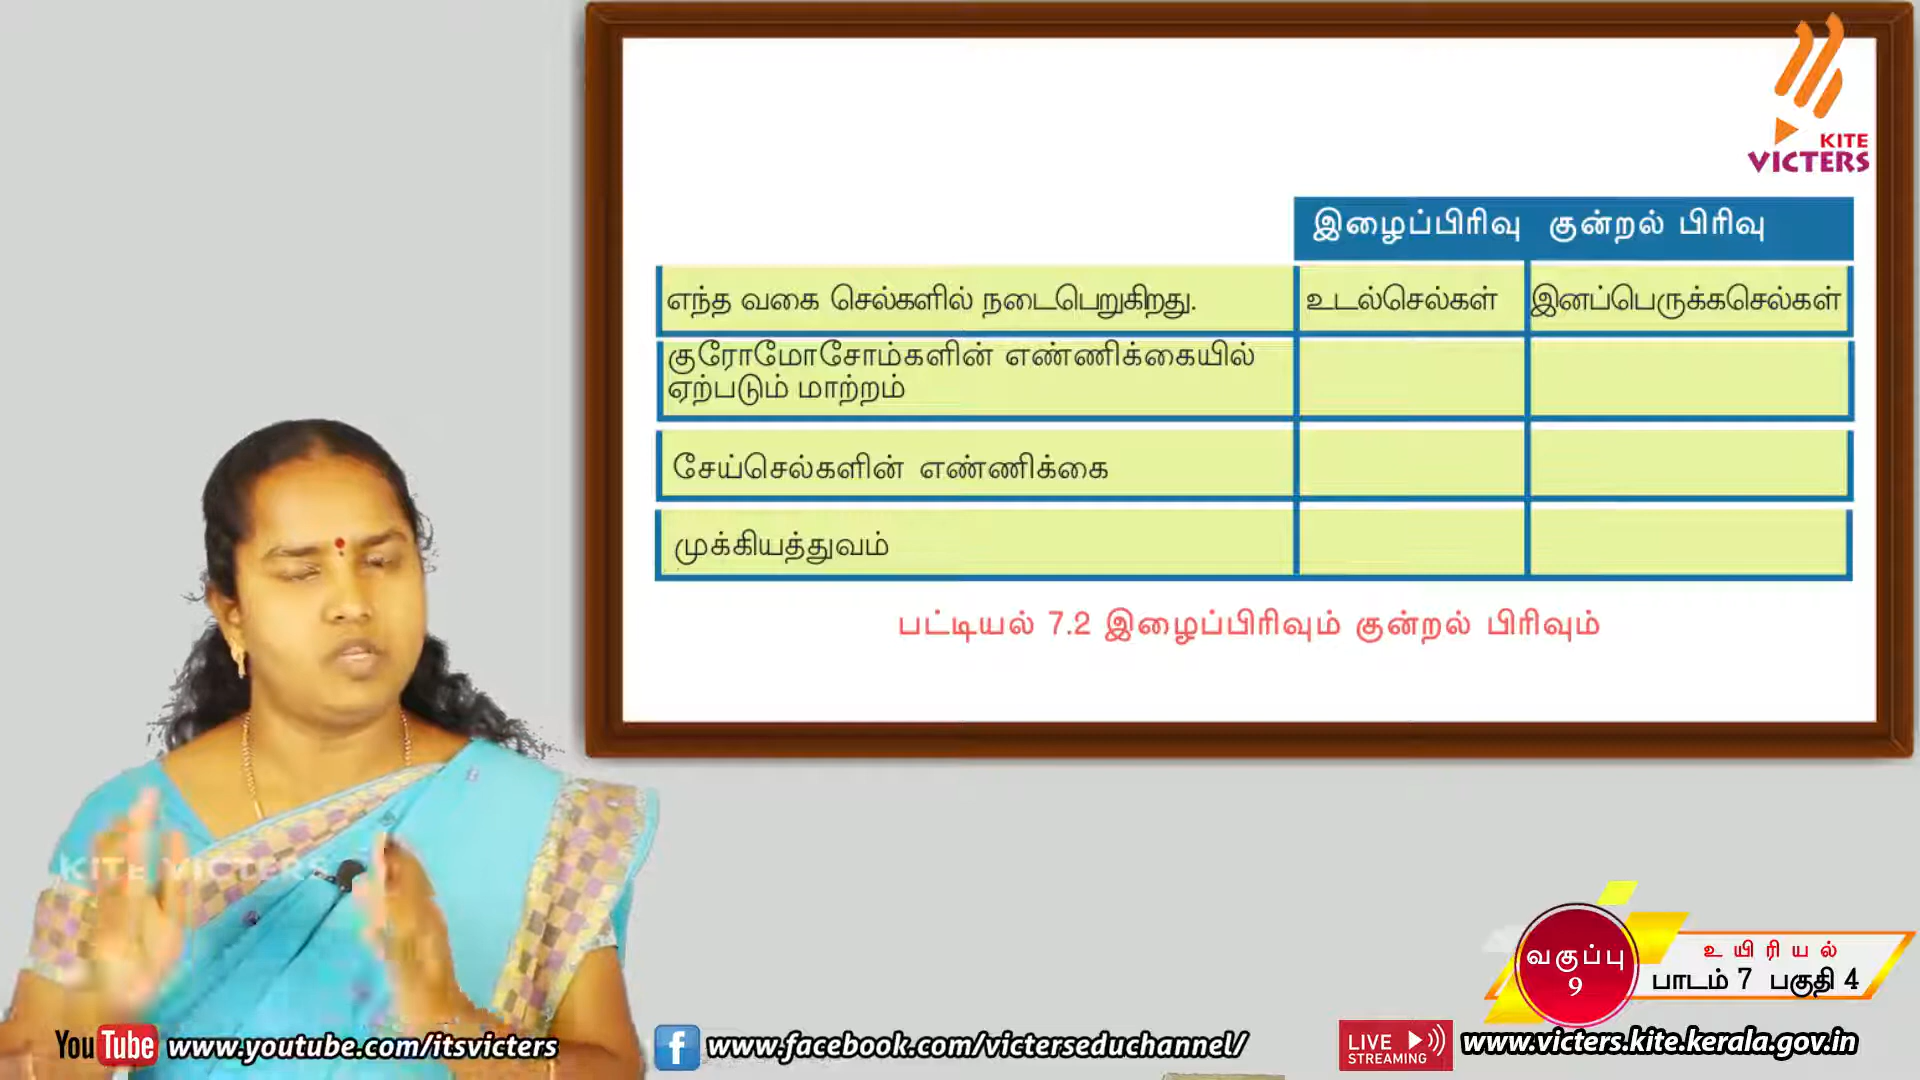 KITE
VICTERS
இழைப்பிரிவு குன்றல் பிரிவு
எந்த வகை செல்களில் நடைபெறுகிறது. உடல்செல்கள் இனப்பெருக்கசெல்கள்
குரோமோசோம்களின் எண்ணிக்கையில்
ஏற்படும் மாற்றம்
சேய்செல்களின் எண்ணிக்கை
முக்கியத்துவம்
பட்டியல் 7.2 இழைப்பிரிவும் குன்றல் பிரிவும்
KITE VICTERS
வகுப்பு
9
உயிரியல்
பாடம் 7 பகுதி 4
YouTube www.youtube.com/itsvicters
f www.facebook.com/victerseduchannel/
LIVE
STREAMING
www.victers.kite.kerala.gov.in